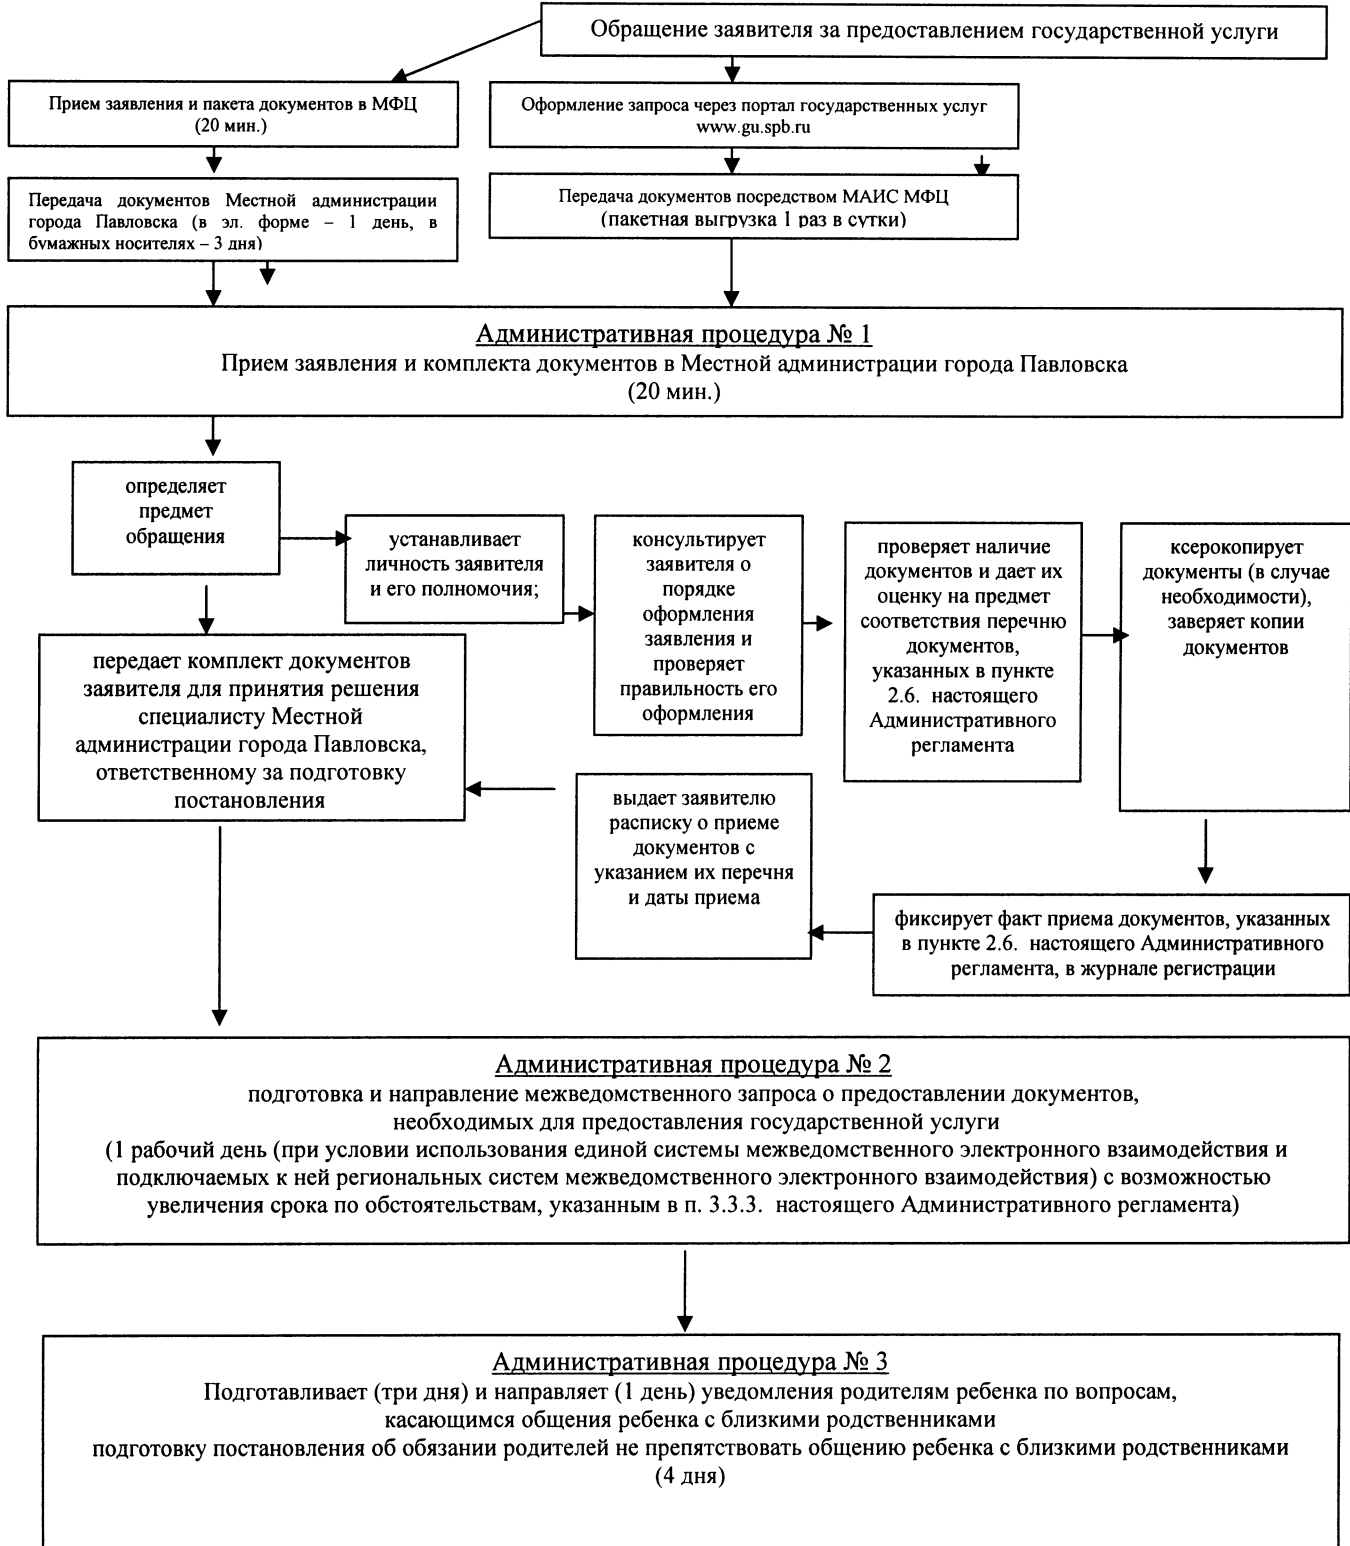 Обращение заявителя за предоставлением государственной услуги
Прием заявления и пакета документов в МФЦ
(20 мин.)
Оформление запроса через портал государственных услуг
www.gu.spb.ru
Передача документов Местной администрации
города Павловска (в эл. форме – 1 день, в
бумажных носителях – 3 дня)
Передача документов посредством МАИС МФЦ
(пакетная выгрузка 1 раз в сутки)
Административная процедура № 1
Прием заявления и комплекта документов в Местной администрации города Павловска
(20 мин.)
определяет
предмет
обращения
устанавливает
личность заявителя
и его полномочия;
консультирует
заявителя о
порядке
оформления
заявления и
проверяет
правильность его
оформления
проверяет наличие
документов и дает их
оценку на предмет
соответствия перечню
документов,
указанных в пункте
2.6. настоящего
Административного
регламента
ксерокопирует
документы (в случае
необходимости),
заверяет копии
документов
передает комплект документов
заявителя для принятия решения
специалисту Местной
администрации города Павловска,
ответственному за подготовку
постановления
выдает заявителю
расписку о приеме
документов с
указанием их перечня
и даты приема
фиксирует факт приема документов, указанных
в пункте 2.6. настоящего Административного
регламента, в журнале регистрации
Административная процедура № 2
подготовка и направление межведомственного запроса о предоставлении документов,
необходимых для предоставления государственной услуги
(1 рабочий день (при условии использования единой системы межведомственного электронного взаимодействия и
подключаемых к ней региональных систем межведомственного электронного взаимодействия) с возможностью
увеличения срока по обстоятельствам, указанным в п. 3.3.3. настоящего Административного регламента)
Административная процедура № 3
Подготавливает (три дня) и направляет (1 день) уведомления родителям ребенка по вопросам,
касающимся общения ребенка с близкими родственниками
подготовку постановления об обязании родителей не препятствовать общению ребенка с близкими родственниками
(4 дня)